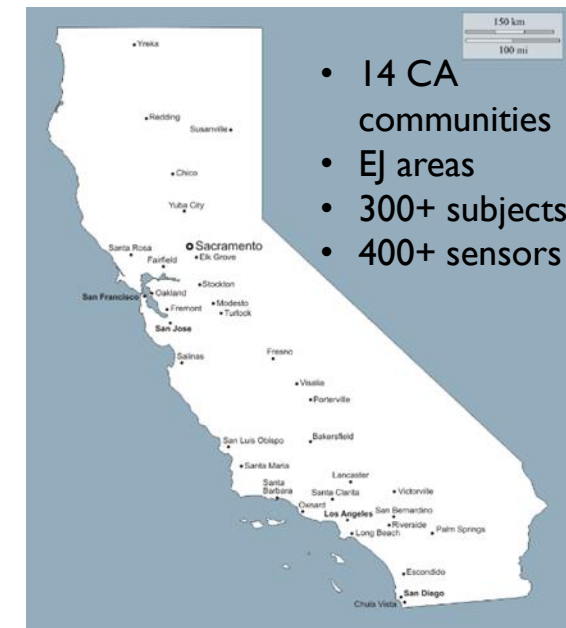 150 km
100 mi
• 14 CA
communities
• EJ areas
• 300+ subjects
• 400+ sensors
Yreka
Redding
Susanville
Chico
Yuba City
Sacramento
Santa Rosa
Elk Grove
Fairfield
Stockton
Oakland
San Francisco
Modesto
Fremont
Turlock
San Jose
Salinas
Fresno
Visalia
Porterville
San Luis Obispo
Bakersfield
Santa Maria
Lancaster
Santa
Barbara
Santa Clarita
Victorville
Oxnard
Los Angeles
San Bernardino
Riverside
Long Beach
Palm Springs
Escondido
San Diego
Chula Vista